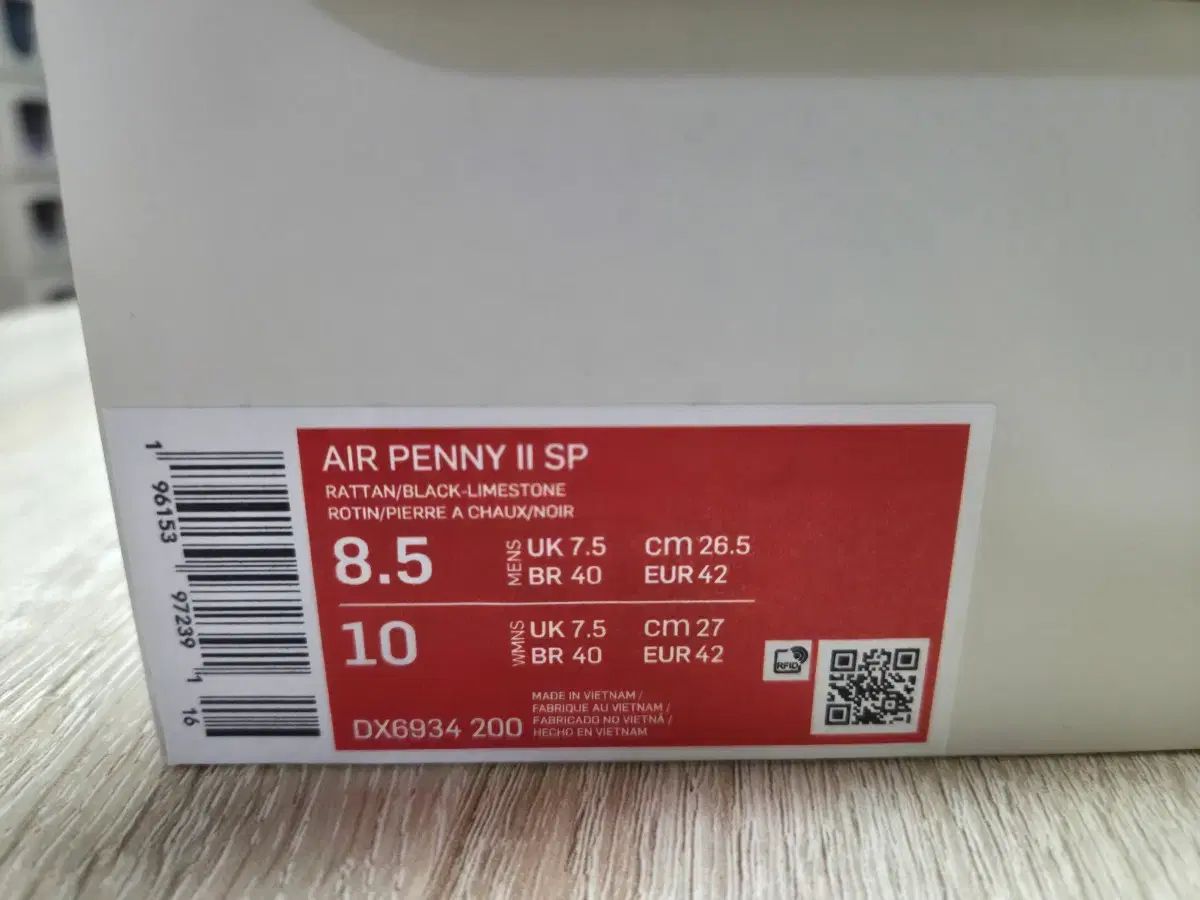 1 96153 97239 1 16
AIR PENNY II SP
RATTAN/BLACK-LIMESTONE
ROTIN/PIERRE A CHAUX/NOIR
8.5 MENS UK 7.5 cm 26.5
BR 40 EUR 42
10 WMNS UK 7.5 cm 27
BR 40 EUR 42
RFID
MADE IN VIETNAM /
FABRIQUE AU VIETNAM /
FABRICADO NO VIETNÃ /
HECHO EN VIETNAM
DX6934 200